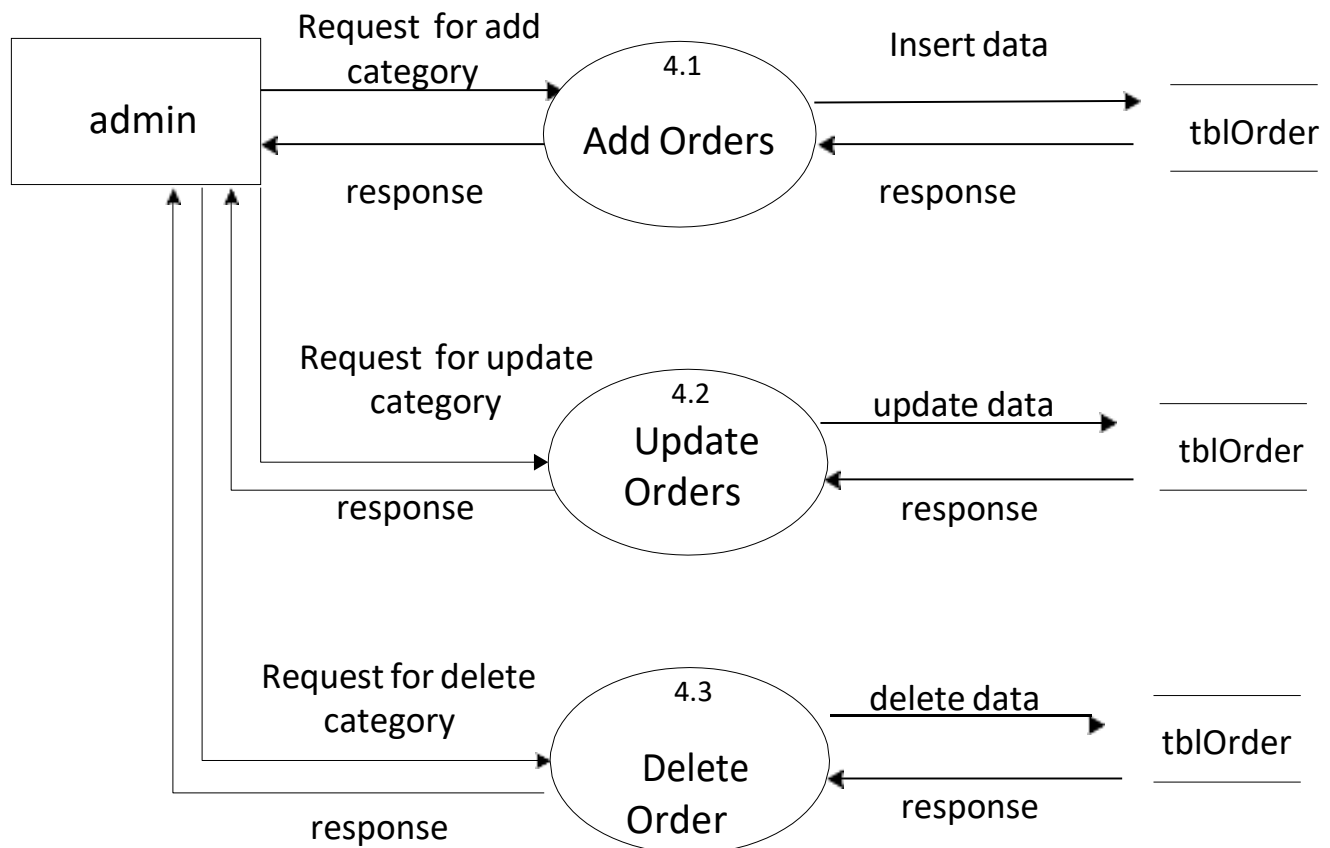 Request for add
category
4.1
Insert data
admin
Add Orders
tblOrder
response
response
Request for update
category
4.2
update data
Update
Orders
tblOrder
response
response
Request for delete
category
4.3
delete data
Delete
Order
tblOrder
response
response